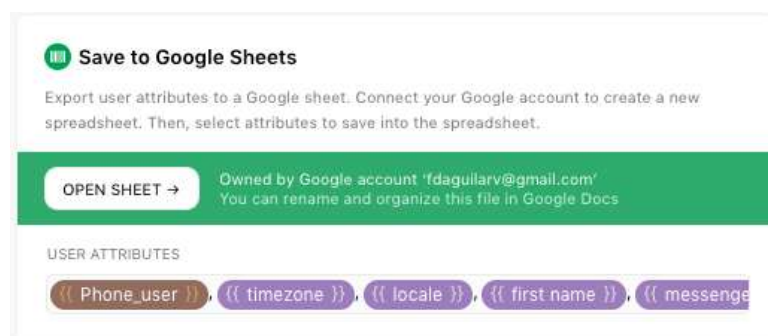 Save to Google Sheets
Export user attributes to a Google sheet. Connect your Google account to create a new
spreadsheet. Then, select attributes to save into the spreadsheet.
OPEN SHEET →
Owned by Google account 'fdaguilarv@gmail.com'
You can rename and organize this file in Google Docs
USER ATTRIBUTES
{{ Phone_user }}, {{ timezone }}, {{ locale }}, {{ first name }}, {{ messenge